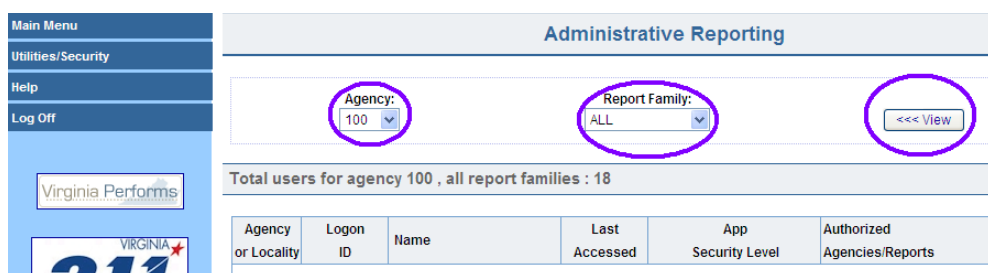 Main Menu
Utilities/Security
Help
Log Off
Virginia Performs
VIRGINIA
211
Administrative Reporting
Agency:
Report Family:
100
ALL
<<< View
Total users for agency 100 , all report families : 18
Agency
or Locality
Logon
ID
Name
Last
Accessed
App
Security Level
Authorized
Agencies/Reports